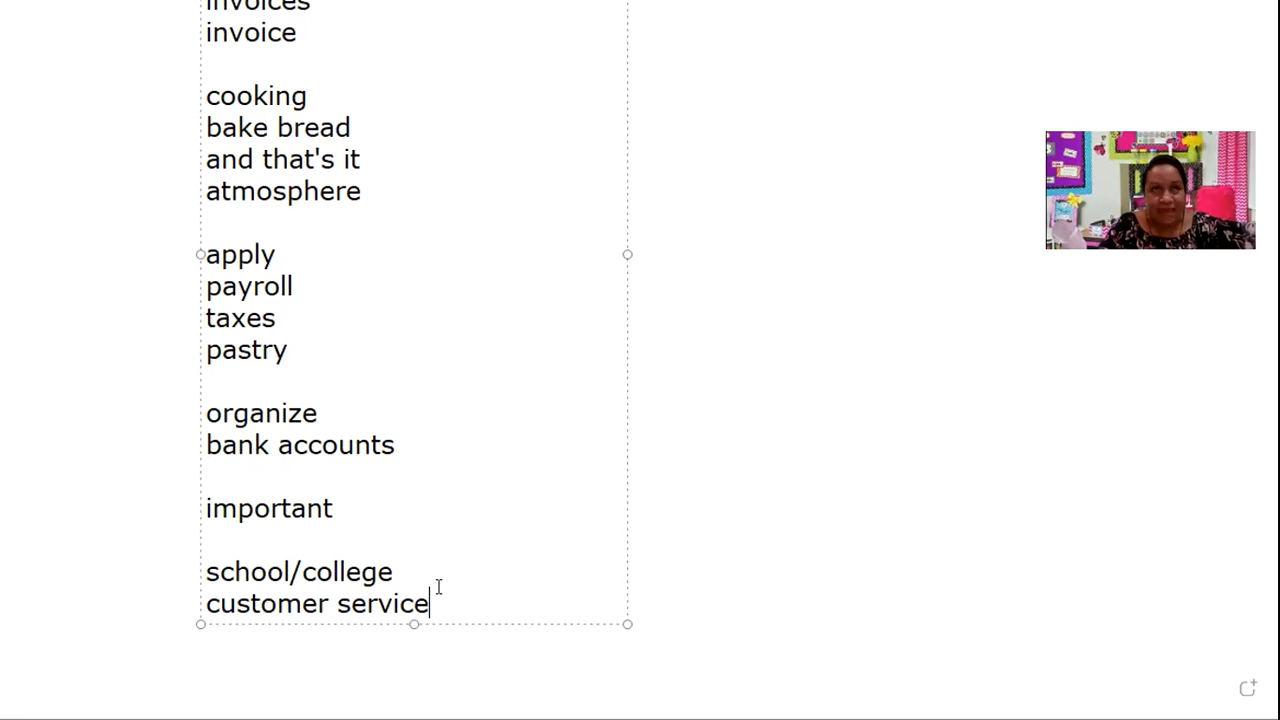 invoices
invoice
cooking
bake bread
and that's it
atmosphere
apply
payroll
taxes
pastry
organize
bank accounts
important
school/college
customer service